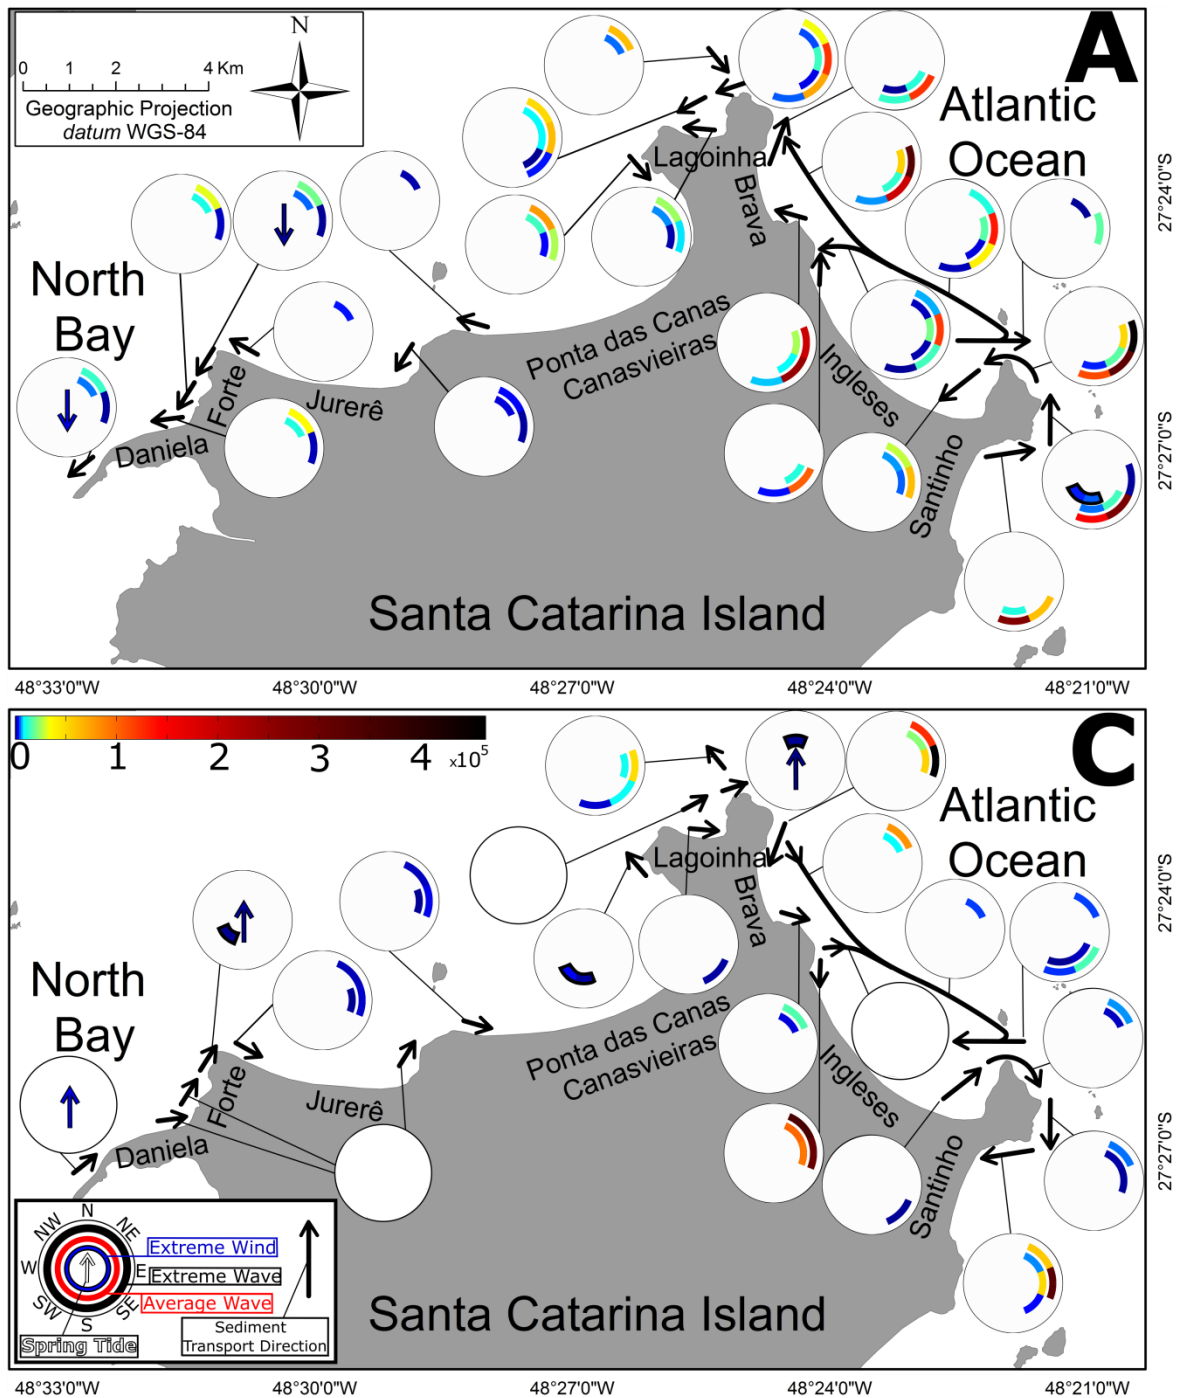 A
N
0 1 2 4 Km
Geographic Projection
datum WGS-84
Atlantic
Ocean
Lagoinha
Brava
27°24'0"S
North
Bay
Ponta das Canas
Canasvieiras
Ingleses
Forte
Jurerê
Daniela
Santinho
27°27'0"S
Santa Catarina Island
48°33'0"W 48°30'0"W 48°27'0"W 48°24'0"W 48°21'0"W
C
0 1 2 3 4 x10⁵
Atlantic
Ocean
Lagoinha
Brava
27°24'0"S
North
Bay
Ponta das Canas
Canasvieiras
Ingleses
Forte
Jurerê
Daniela
Santinho
27°27'0"S
N
NW NE
W E
SW SE
S
Extreme Wind
Extreme Wave
Average Wave
Spring Tide
Sediment
Transport Direction
Santa Catarina Island
48°33'0"W 48°30'0"W 48°27'0"W 48°24'0"W 48°21'0"W